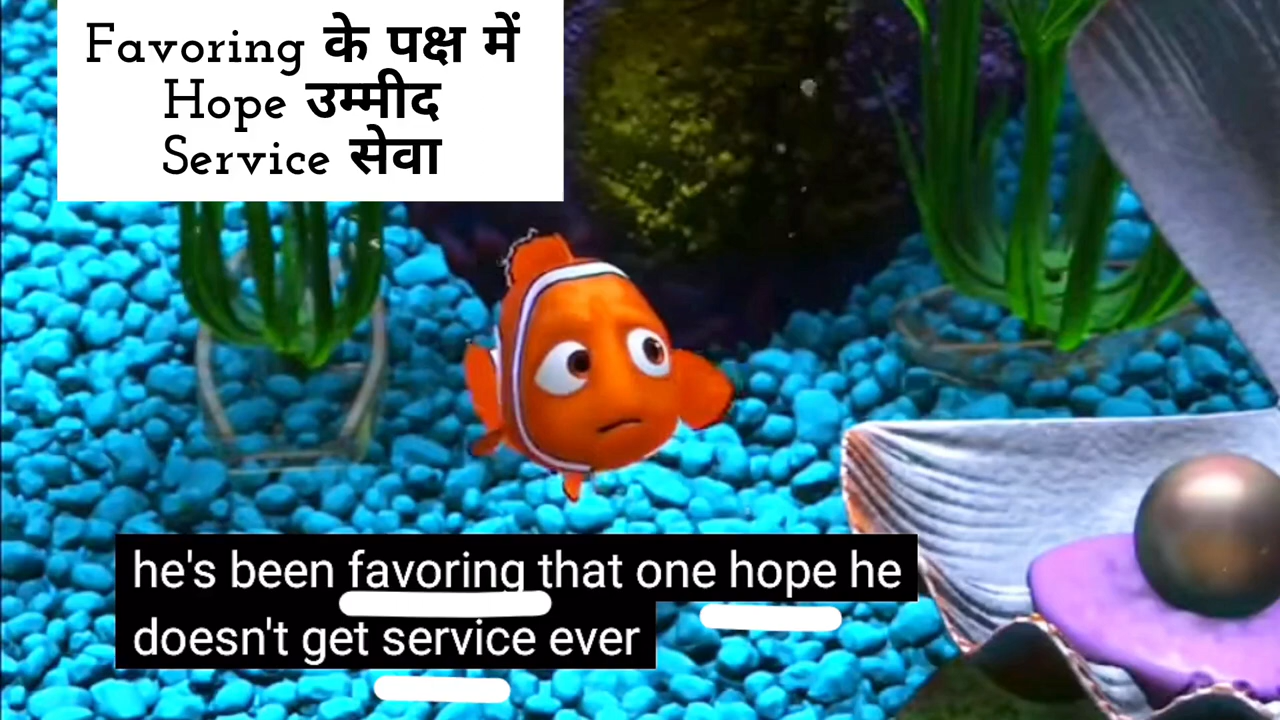 Favoring के पक्ष में
Hope उम्मीद
Service सेवा
he's been favoring that one hope he
doesn't get service ever